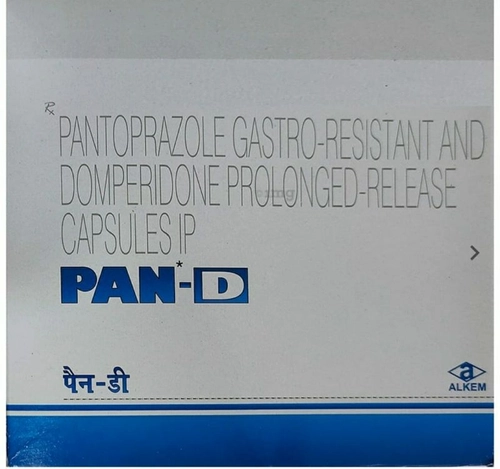 Rx
PANTOPRAZOLE GASTRO-RESISTANT AND
DOMPERIDONE PROLONGED-RELEASE
CAPSULES IP
PAN*-D
पैन-डी
a
ALKEM